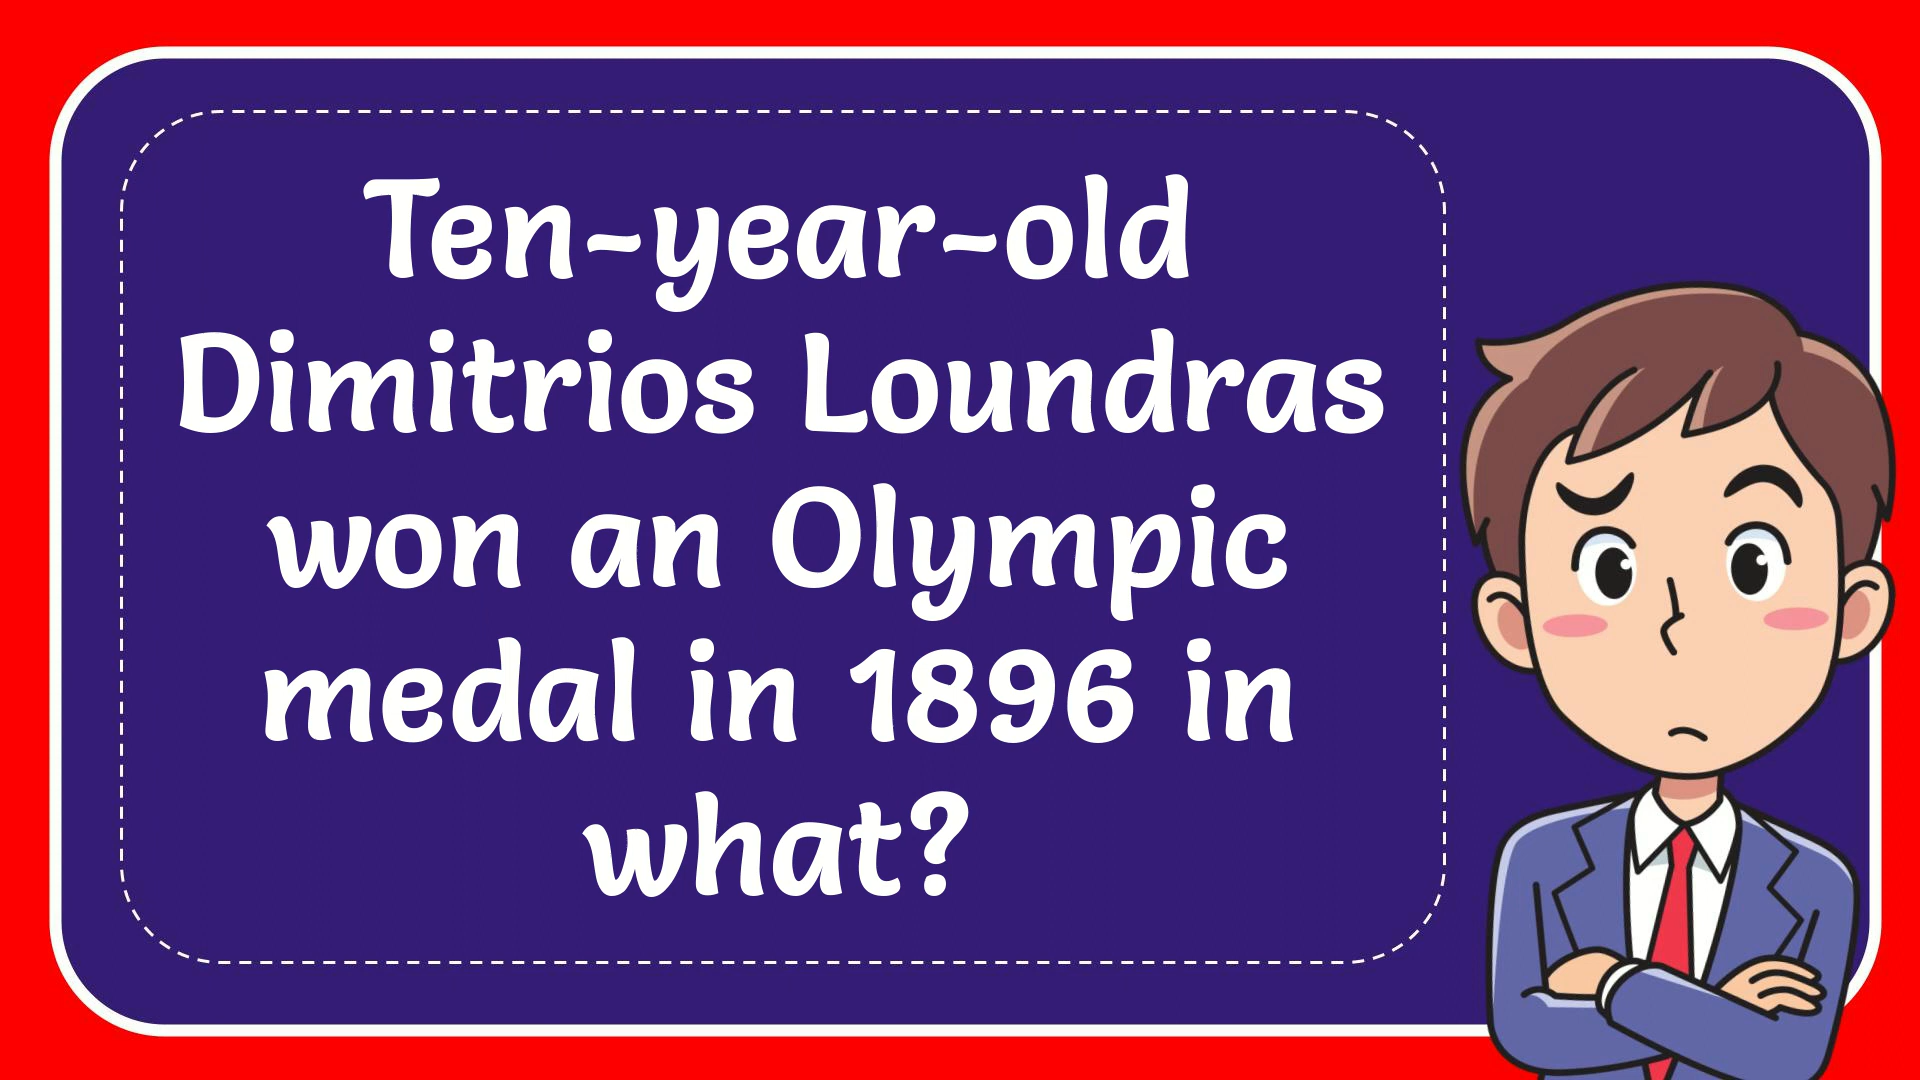 Ten-year-old
Dimitrios Loundras
won an Olympic
medal in 1896 in
what?